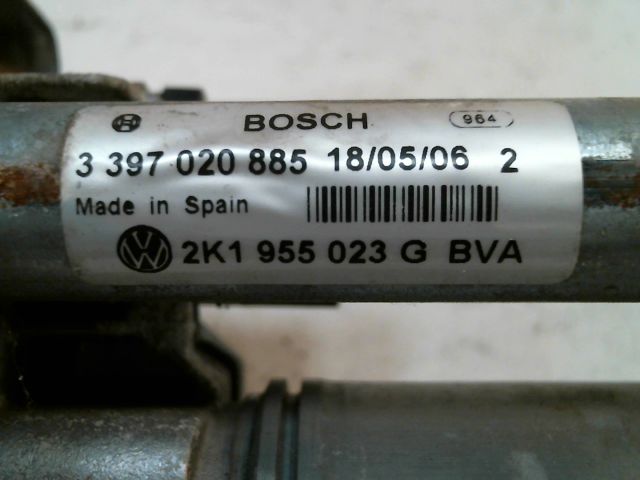 BOSCH 964
3 397 020 885 18/05/06 2
Made in Spain
2K1 955 023 G BVA